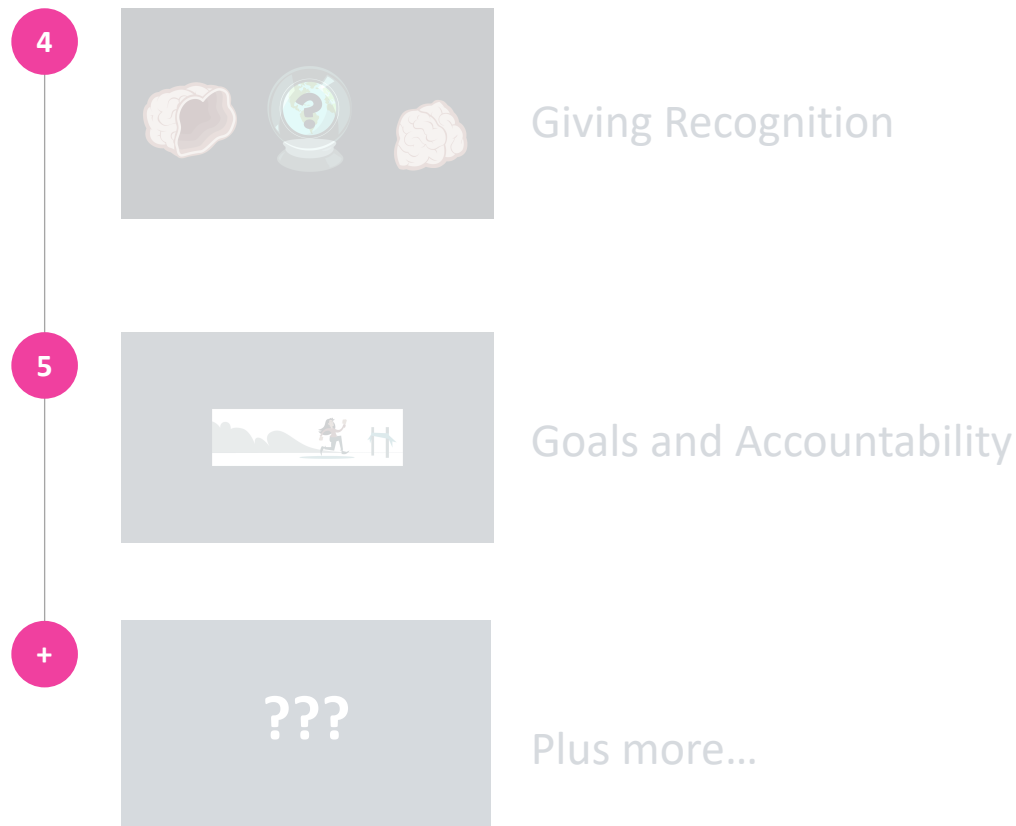 4
?
Giving Recognition
5
Goals and Accountability
+
???
Plus more...